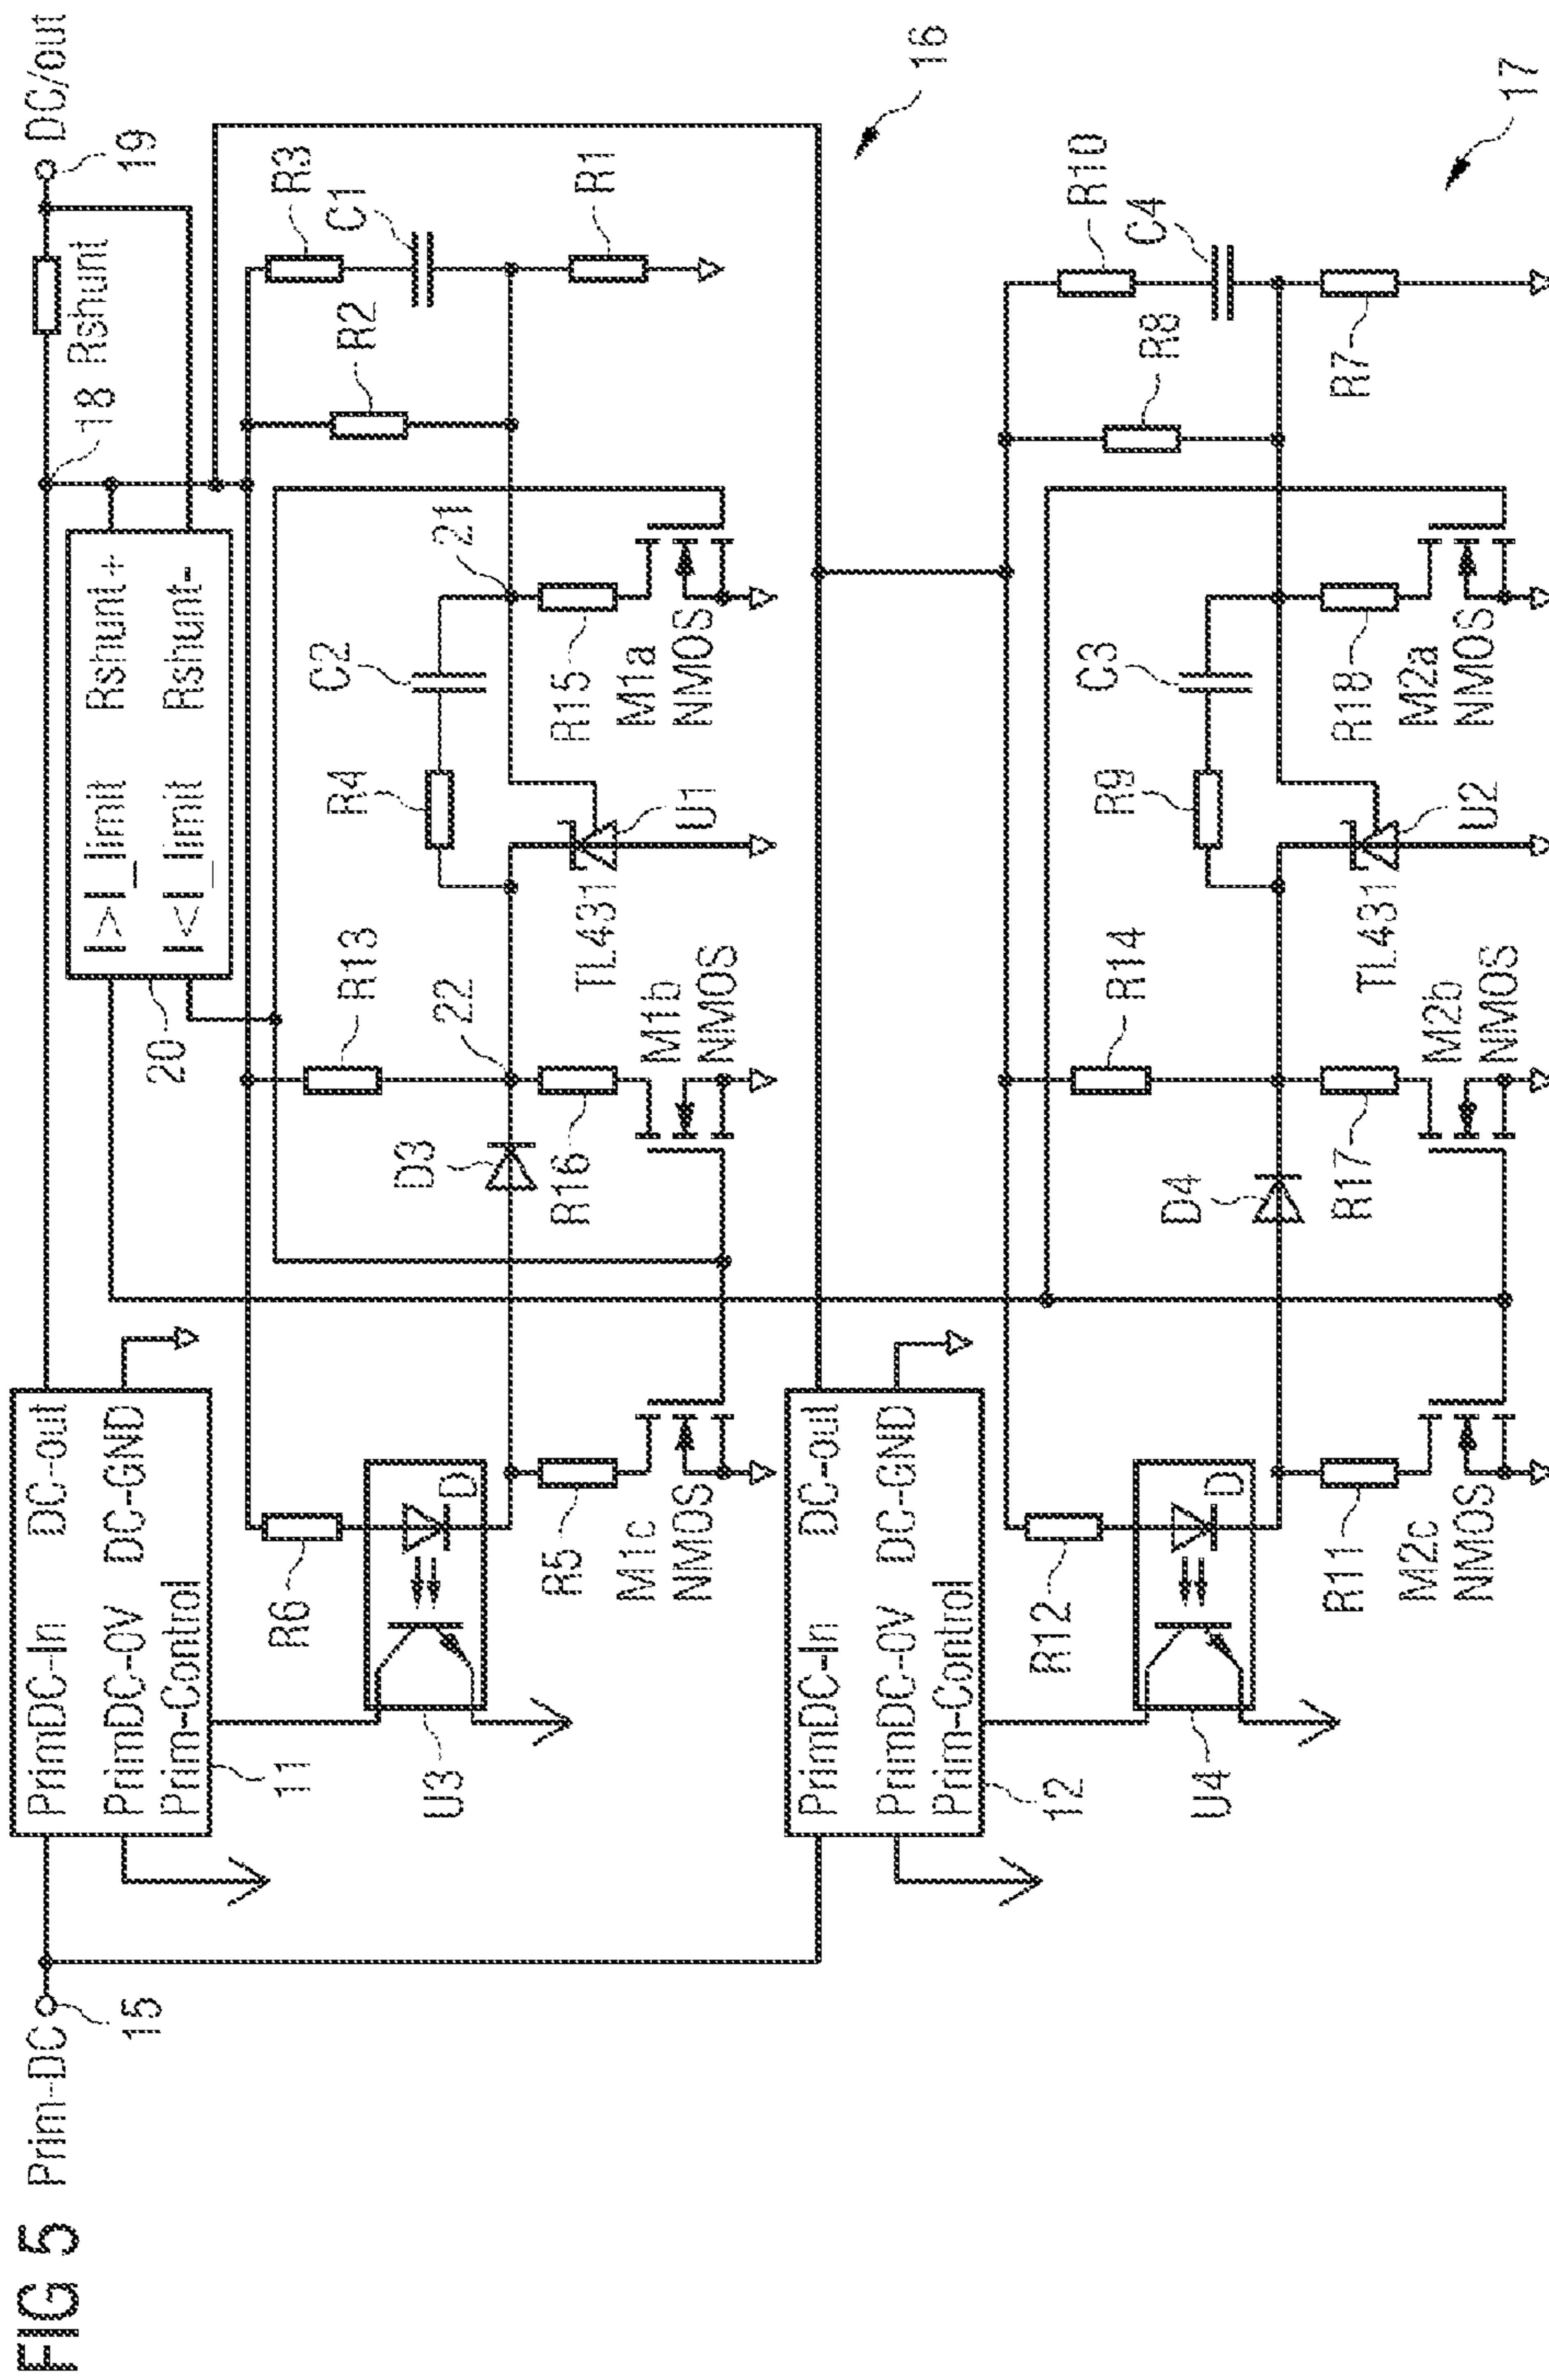 FIG 5
Prim-DC
15
PrimDC-In
DC-out
PrimDC-0V
DC-GND
Prim-Control
11
18
Rshunt
DC/out
19
I>I_limit
Rshunt+
I<I_limit
Rshunt-
20
R6
R13
R2
R3
C1
U3
D
D3
22
R4
C2
21
R1
R5
R16
TL431
U1
R15
M1c
NMOS
M1b
NMOS
M1a
NMOS
16
PrimDC-In
DC-out
PrimDC-0V
DC-GND
Prim-Control
12
R12
R14
R8
R10
C4
U4
D
D4
R9
C3
R7
R11
R17
TL431
U2
R18
M2c
NMOS
M2b
NMOS
M2a
NMOS
17